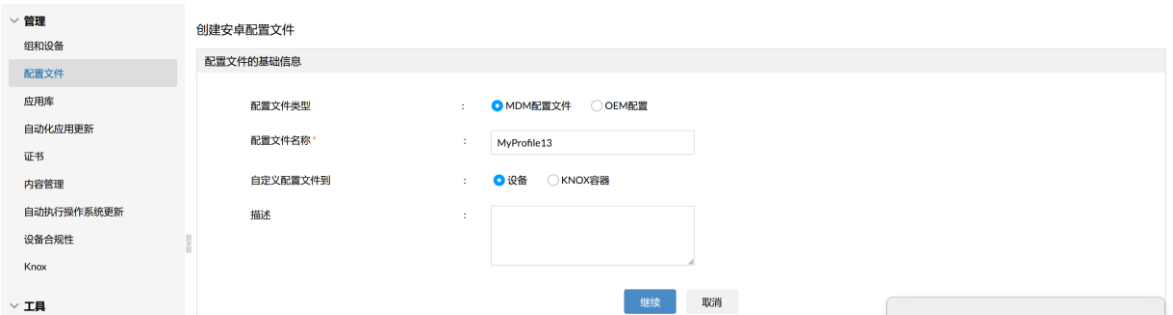 管理
组和设备
配置文件
应用库
自动化应用更新
证书
内容管理
自动执行操作系统更新
设备合规性
Knox
工具
创建安卓配置文件
配置文件的基础信息
配置文件类型 : MDM配置文件 OEM配置
配置文件名称* : MyProfile13
自定义配置文件到 : 设备 KNOX容器
描述 :
继续 取消